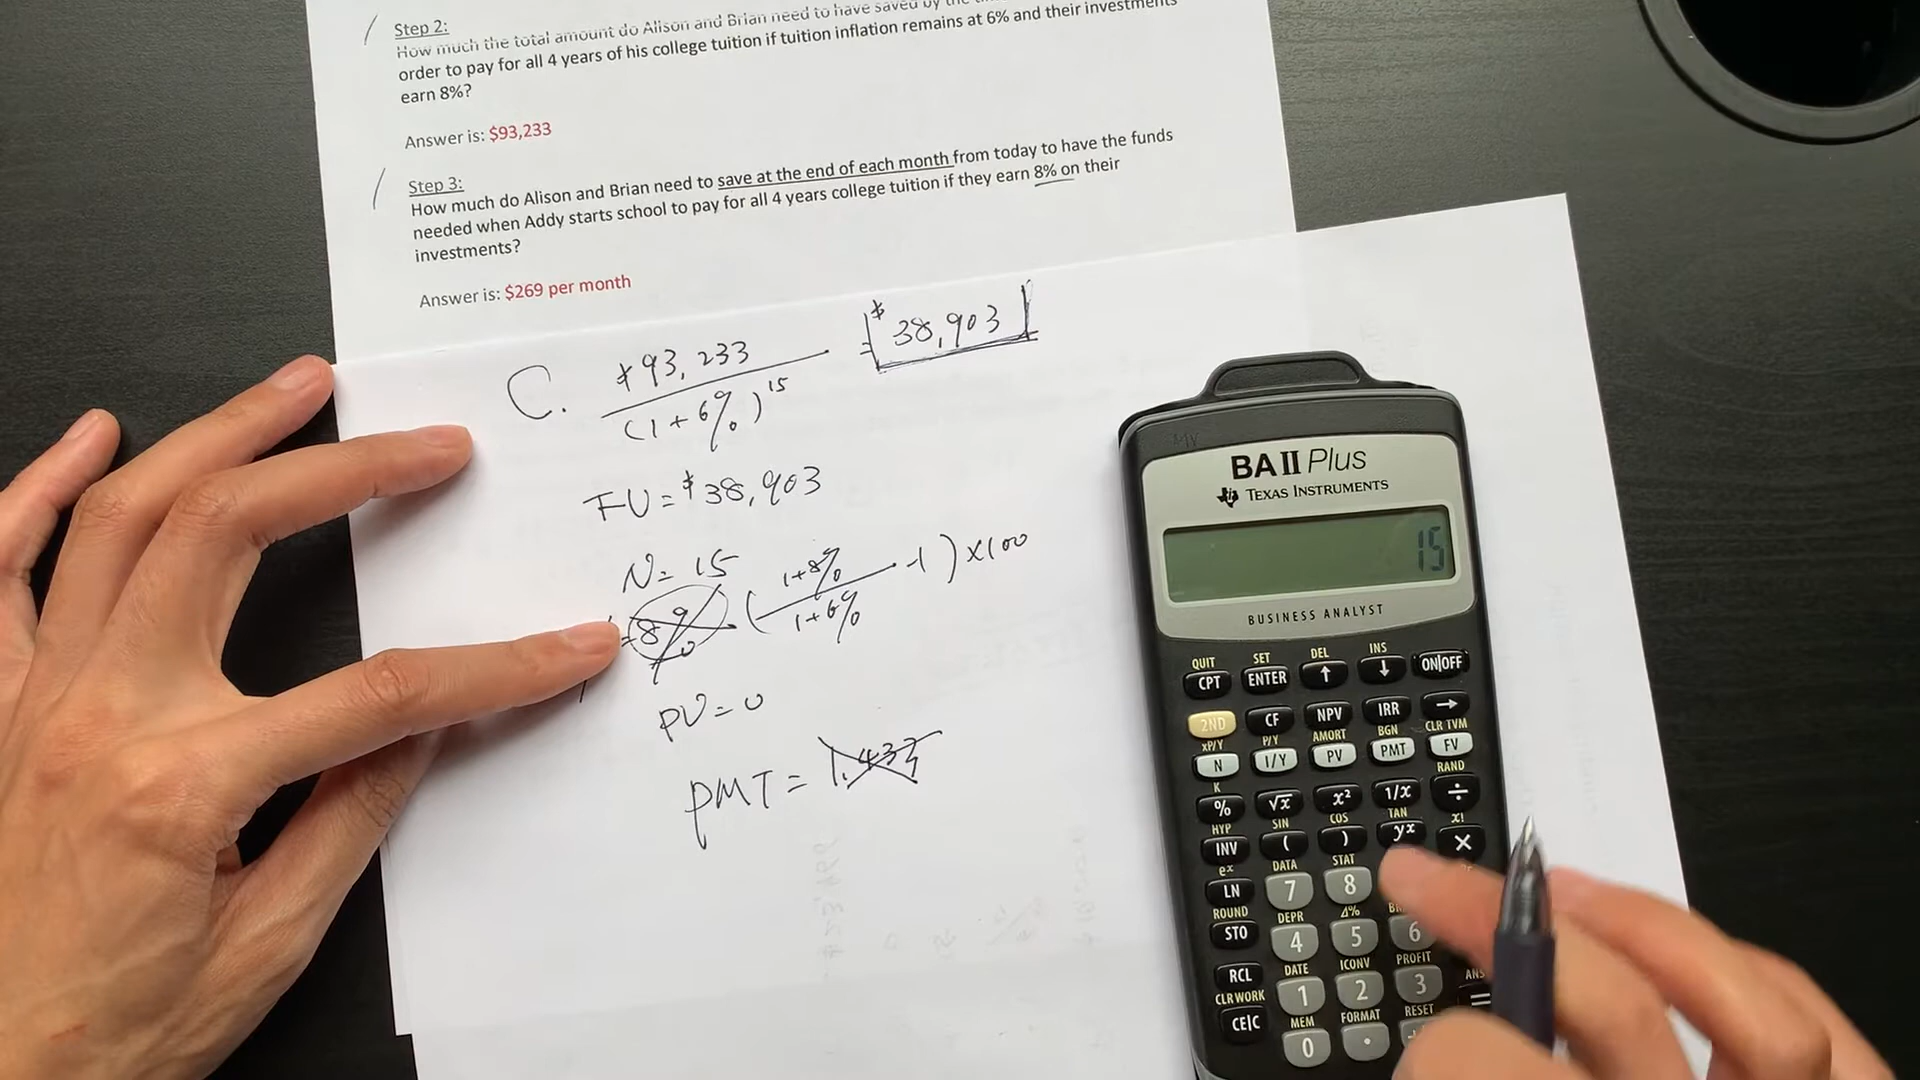 Step 2:
How much the total amount do Alison and Brian need to have saved by the
order to pay for all 4 years of his college tuition if tuition inflation remains at 6% and their investments
earn 8%?
Answer is: $93,233
Step 3:
How much do Alison and Brian need to save at the end of each month from today to have the funds
needed when Addy starts school to pay for all 4 years college tuition if they earn 8% on their
investments?
Answer is: $269 per month
C. $93,233 / (1+6%)^15 = $38,903
FV = $38,903
N= 15
=8% (1+8% / 1+6% -1) x100
PV= 0
PMT = 1,433
BA II Plus
TEXAS INSTRUMENTS
15
BUSINESS ANALYST
QUIT SET DEL INS
CPT ENTER ↑ ↓ ON|OFF
2ND CF NPV IRR →
xP/Y P/Y AMORT BGN CLR TVM
N I/Y PV PMT FV
K RAND
% √x x² 1/x ÷
HYP SIN COS TAN x!
INV ( ) yˣ ×
eˣ DATA STAT
LN 7 8
ROUND DEPR Δ%
STO 4 5 6
DATE ICONV PROFIT ANS
RCL 1 2 3 =
CLR WORK MEM FORMAT RESET
CE|C 0 .